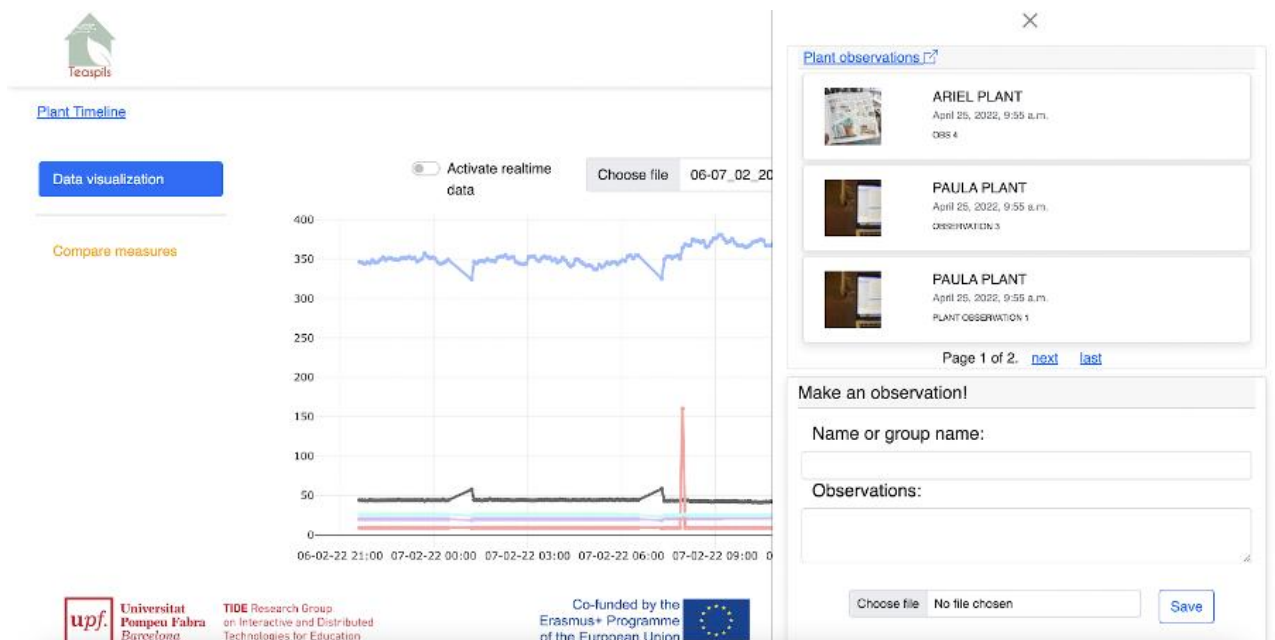 Teaspils
Plant Timeline
Data visualization
Compare measures
Activate realtime
data
Choose file 06-07_02_20
400
350
300
250
200
150
100
50
0
06-02-22 21:00 07-02-22 00:00 07-02-22 03:00 07-02-22 06:00 07-02-22 09:00 0
upf. Universitat
Pompeu Fabra
Barcelona
TIDE Research Group
on Interactive and Distributed
Technologies for Education
Co-funded by the
Erasmus+ Programme
of the European Union
Plant observations
ARIEL PLANT
April 25, 2022, 9:55 a.m.
OBS 4
PAULA PLANT
April 25, 2022, 9:55 a.m.
OBSERVATION 3
PAULA PLANT
April 25, 2022, 9:55 a.m.
PLANT OBSERVATION 1
Page 1 of 2. next last
Make an observation!
Name or group name:
Observations:
Choose file No file chosen
Save